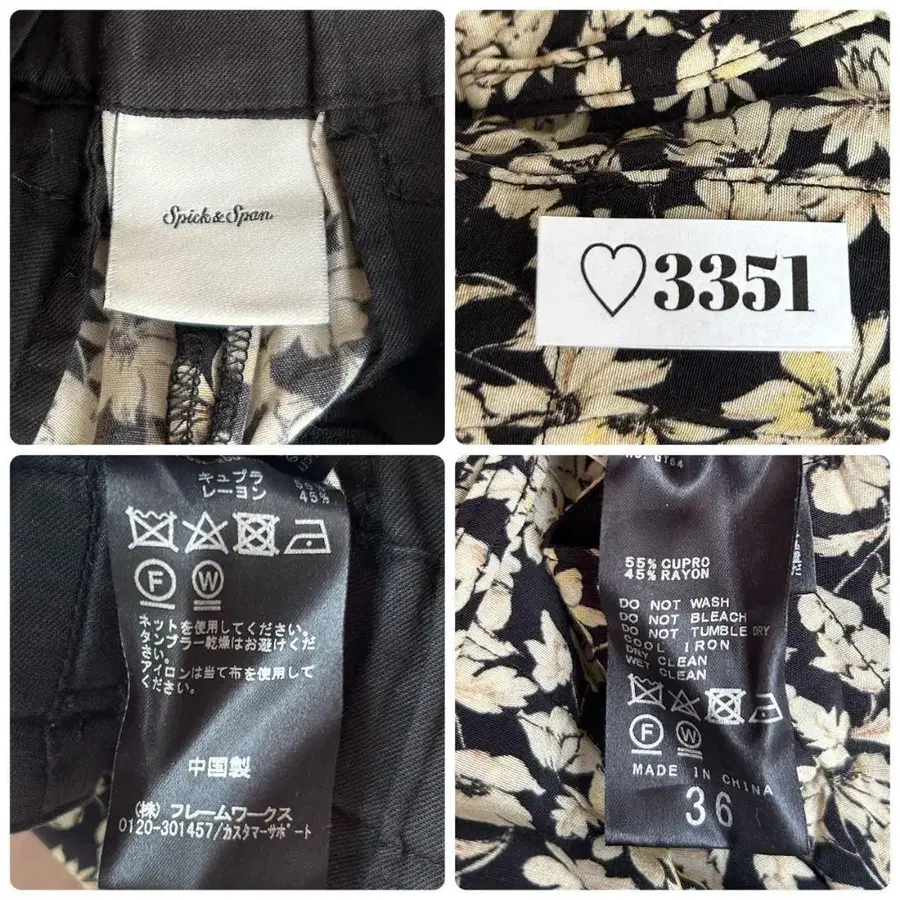 Spick & Span
♡3351
キュプラ 55%
レーヨン 45%
F W
ネットを使用してください。
タンブラー乾燥はお避けくださ
い。
アイロンは当て布を使用して
ください。
中国製
(株) フレームワークス
0120-301457/カスタマーサポート
NO. G164
55% CUPRO
45% RAYON
DO NOT WASH
DO NOT BLEACH
DO NOT TUMBLE DRY
COOL IRON
DRY CLEAN
WET CLEAN
F W
MADE IN CHINA
36